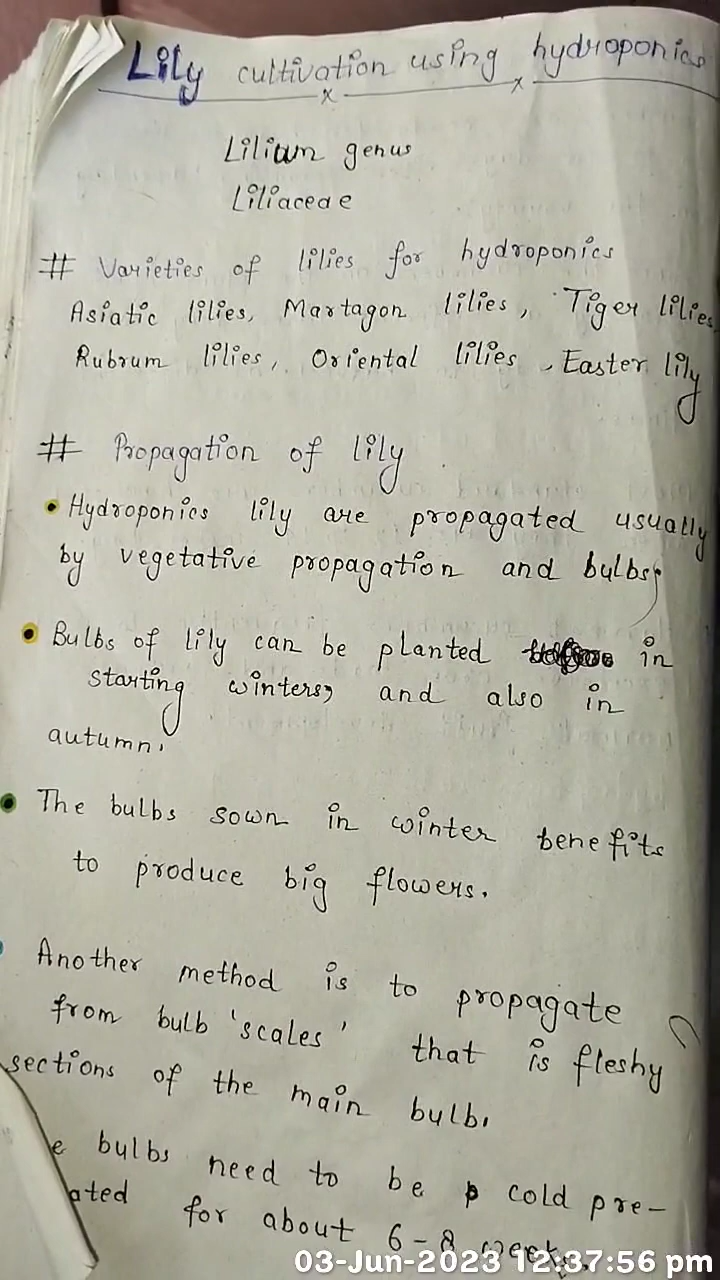 Lily cultivation using hydroponics
Lilium genus
Liliaceae
# Varieties of lilies for hydroponics
Asiatic lilies, Martagon lilies, Tiger lilies,
Rubrum lilies, Oriental lilies, Easter lily
# Propagation of lily
• Hydroponics lily are propagated usually
by vegetative propagation and bulbs.
• Bulbs of lily can be planted in
starting winters, and also in
autumn.
• The bulbs sown in winter benefits
to produce big flowers.
Another method is to propagate
from bulb 'scales' that is fleshy
sections of the main bulb.
e bulbs need to be cold pre-
ated for about 6-8 weeks.
03-Jun-2023 12:37:56 pm